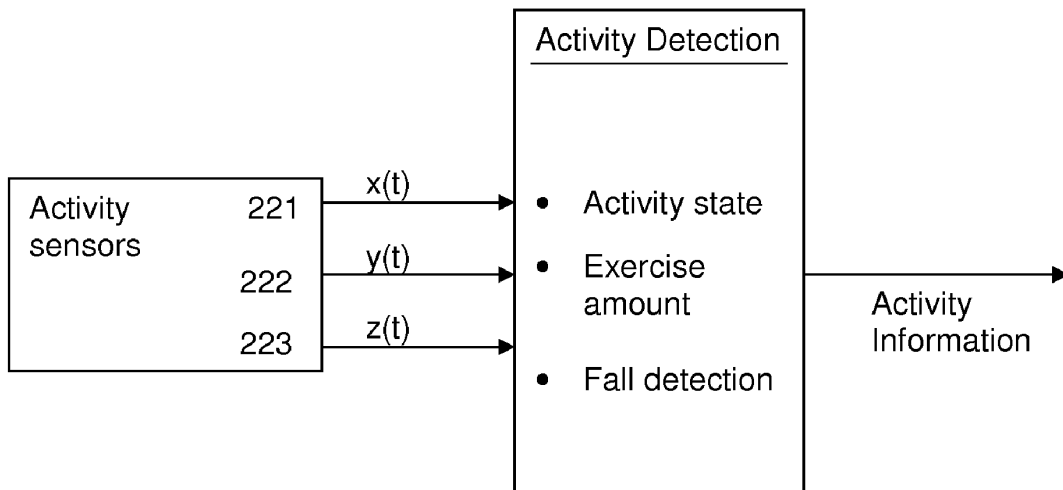 Activity Detection
Activity
sensors
221
222
223
x(t)
y(t)
z(t)
• Activity state
• Exercise
amount
• Fall detection
Activity
Information